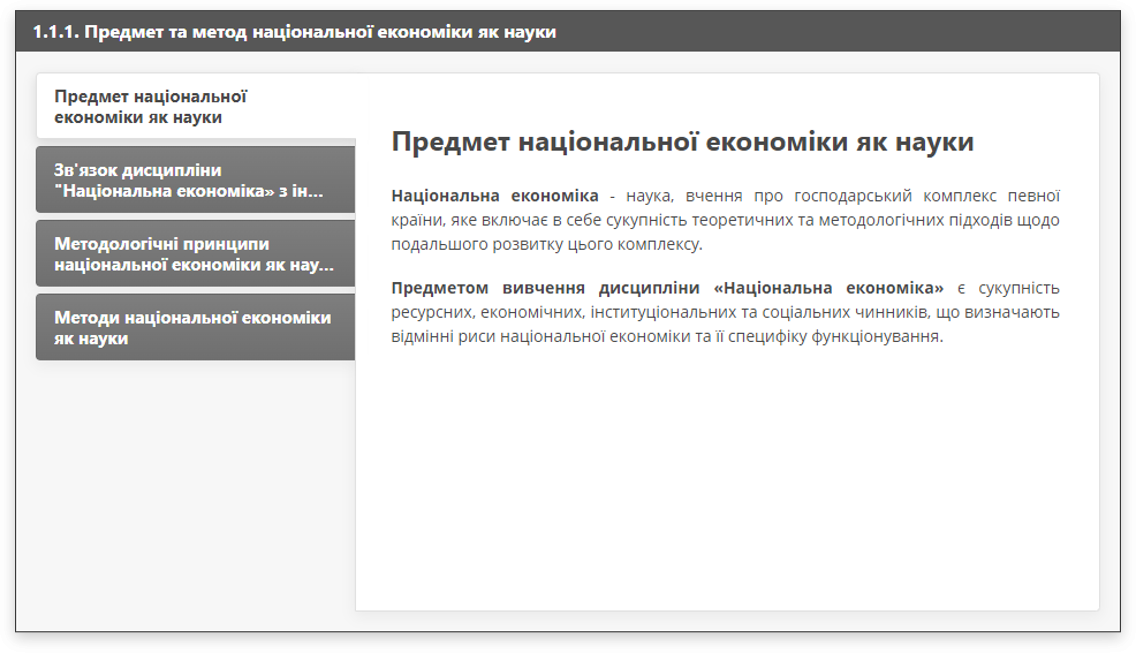 1.1.1. Предмет та метод національної економіки як науки
Предмет національної
економіки як науки
Зв'язок дисципліни
"Національна економіка» з ін...
Методологічні принципи
національної економіки як нау...
Методи національної економіки
як науки
Предмет національної економіки як науки
Національна економіка - наука, вчення про господарський комплекс певної
країни, яке включає в себе сукупність теоретичних та методологічних підходів щодо
подальшого розвитку цього комплексу.
Предметом вивчення дисципліни «Національна економіка» є сукупність
ресурсних, економічних, інституціональних та соціальних чинників, що визначають
відмінні риси національної економіки та її специфіку функціонування.